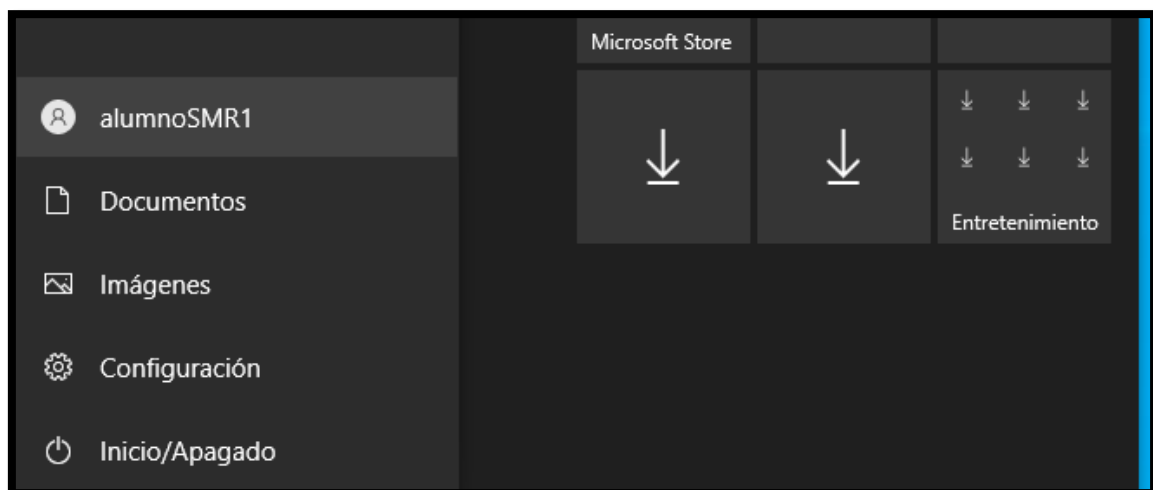 Microsoft Store
alumnoSMR1
Documentos
Entretenimiento
Imágenes
Configuración
Inicio/Apagado